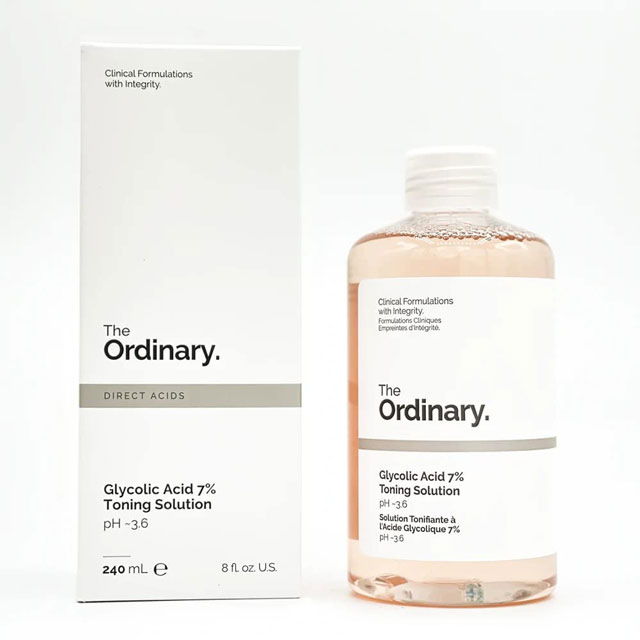 Clinical Formulations
with Integrity.
The
Ordinary.
DIRECT ACIDS
Glycolic Acid 7%
Toning Solution
pH ~3.6
240 mL ℮
8 fl. oz. U.S.
Clinical Formulations
with Integrity.
Formulations Cliniques
Empreintes d'Intégrité.
The
Ordinary.
Glycolic Acid 7%
Toning Solution
pH ~3.6
Solution Tonifiante à
l'Acide Glycolique 7%
pH ~3.6